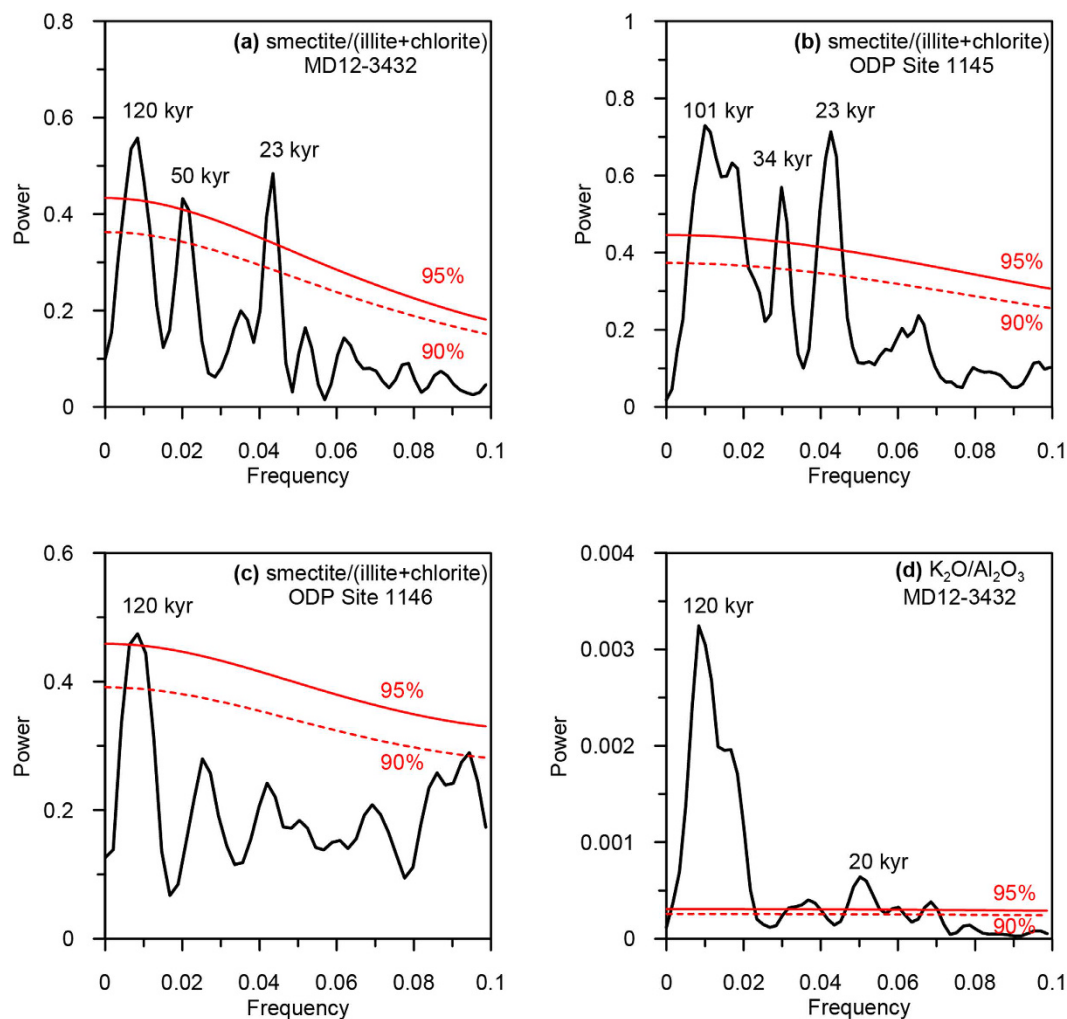 (a) smectite/(illite+chlorite)
MD12-3432
120 kyr
50 kyr
23 kyr
95%
90%
Power
0.8
0.6
0.4
0.2
0
0 0.02 0.04 0.06 0.08 0.1
Frequency
(b) smectite/(illite+chlorite)
ODP Site 1145
101 kyr
34 kyr
23 kyr
95%
90%
Power
1
0.8
0.6
0.4
0.2
0
0 0.02 0.04 0.06 0.08 0.1
Frequency
(c) smectite/(illite+chlorite)
ODP Site 1146
120 kyr
95%
90%
Power
0.6
0.4
0.2
0
0 0.02 0.04 0.06 0.08 0.1
Frequency
(d) K₂O/Al₂O₃
MD12-3432
120 kyr
20 kyr
95%
90%
Power
0.004
0.003
0.002
0.001
0
0 0.02 0.04 0.06 0.08 0.1
Frequency